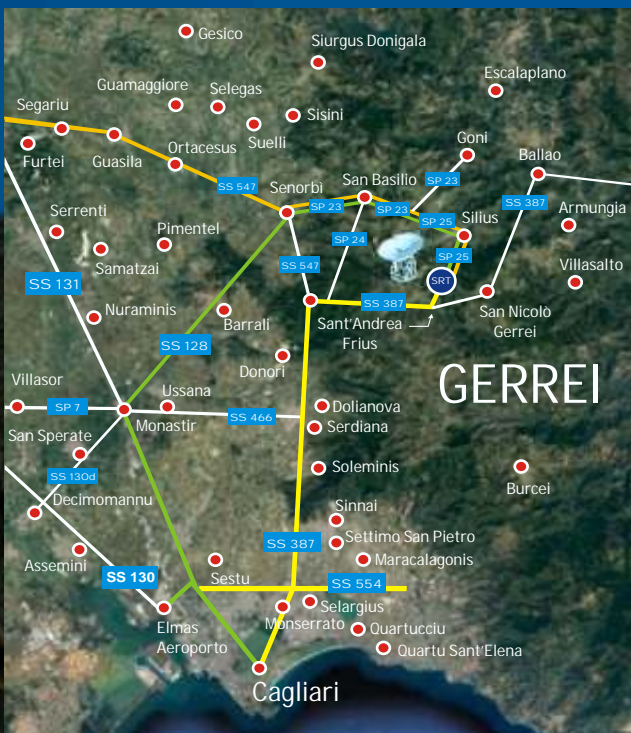 Gesico
Siurgus Donigala
Escalaplano
Guamaggiore
Selegas
Segariu
Sisini
Suelli
Goni
Ballao
Furtei
Guasila
Ortacesus
SS 547
Senorbì
San Basilio
SP 23
SP 23
SP 23
SP 25
SS 387
Silius
Armungia
Serrenti
Pimentel
SP 24
SP 25
Samatzai
SS 547
SRT
Villasalto
SS 131
Nuraminis
Barrali
SS 387
Sant'Andrea
Frius
San Nicolò
Gerrei
SS 128
Donori
GERREI
Villasor
Ussana
SP 7
Monastir
SS 466
Dolianova
Serdiana
San Sperate
SS 130d
Soleminis
Burcei
Decimomannu
Sinnai
SS 387
Settimo San Pietro
Assemini
Sestu
Maracalagonis
SS 130
SS 554
Elmas
Aeroporto
Monserrato
Selargius
Quartucciu
Quartu Sant'Elena
Cagliari